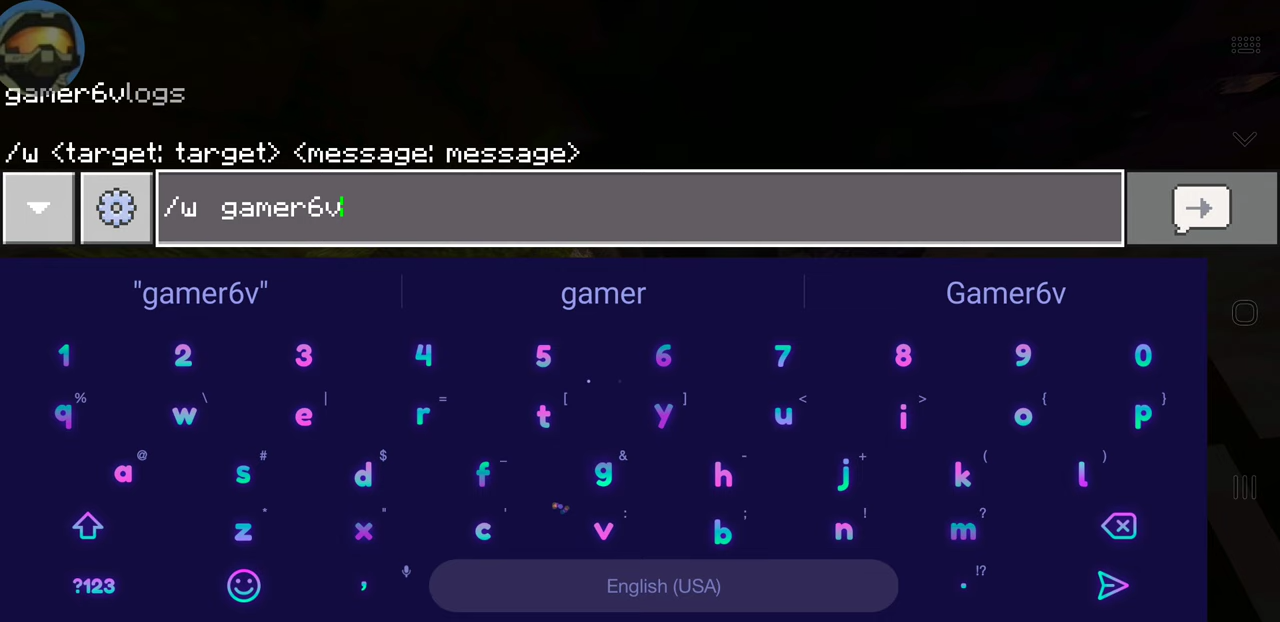 gamer6vlogs
/w <target: target> <message: message>
/w  gamer6v
"gamer6v" gamer Gamer6v
1 2 3 4 5 6 7 8 9 0
% \ | = [ ] < > { }
q w e r t y u i o p
@ # $ _ & - + ( )
a s d f g h j k l
* " ' : ; ! ?
z x c v b n m
?123 , English (USA) . !?